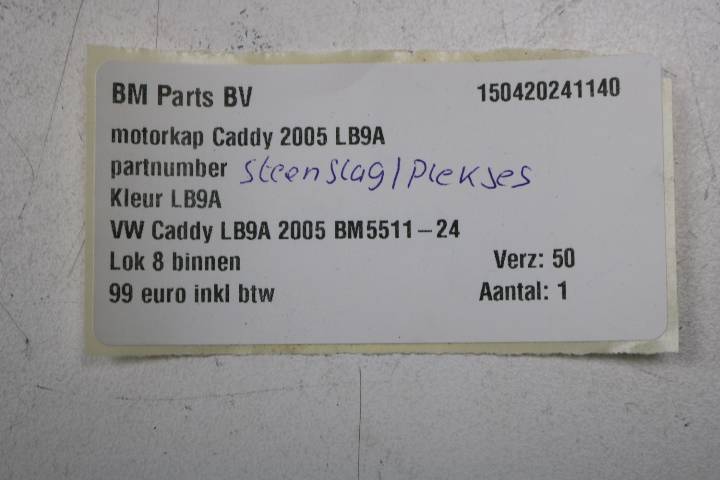 BM Parts BV 150420241140
motorkap Caddy 2005 LB9A
partnumber steenslag/plekjes
Kleur LB9A
VW Caddy LB9A 2005 BM5511-24
Lok 8 binnen Verz: 50
99 euro inkl btw Aantal: 1